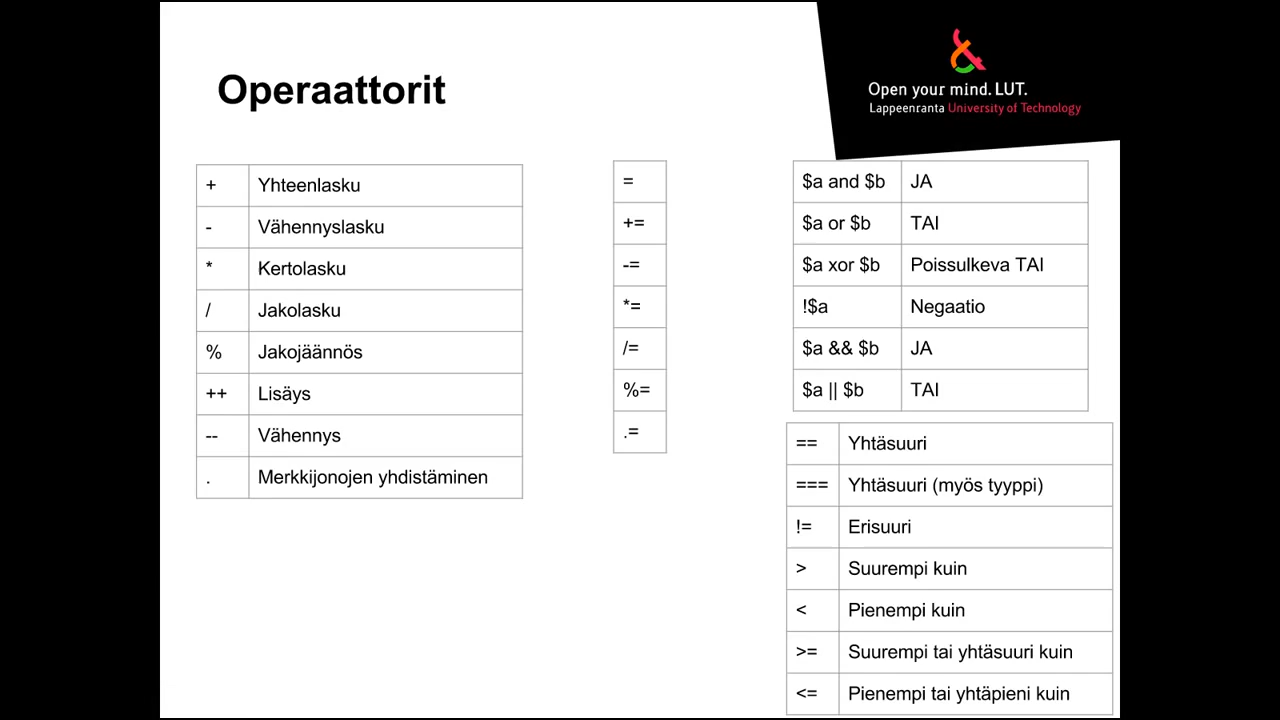 Operaattorit
Open your mind. LUT.
Lappeenranta University of Technology
+ Yhteenlasku
- Vähennyslasku
* Kertolasku
/ Jakolasku
% Jakojäännös
++ Lisäys
-- Vähennys
. Merkkijonojen yhdistäminen
=
+=
-=
*=
/=
%=
.=
$a and $b JA
$a or $b TAI
$a xor $b Poissulkeva TAI
!$a Negaatio
$a && $b JA
$a || $b TAI
== Yhtäsuuri
=== Yhtäsuuri (myös tyyppi)
!= Erisuuri
> Suurempi kuin
< Pienempi kuin
>= Suurempi tai yhtäsuuri kuin
<= Pienempi tai yhtäpieni kuin